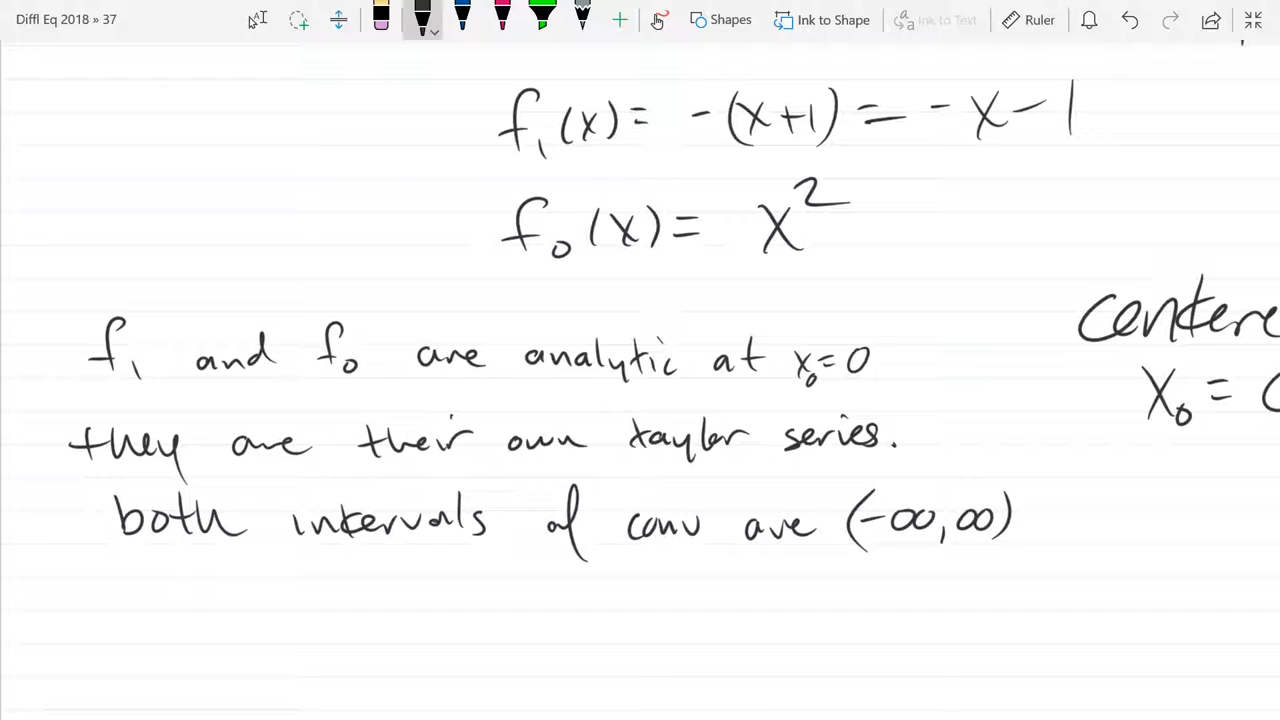 Diffl Eq 2018 » 37
Shapes
Ink to Shape
Ink to Text
Ruler
f₁(x) = -(x+1) = -x-1
f₀(x) = x²
centere
x₀ =
f₁ and f₀ are analytic at x₀=0
they are their own taylor series.
both intervals of conv are (-∞,∞)